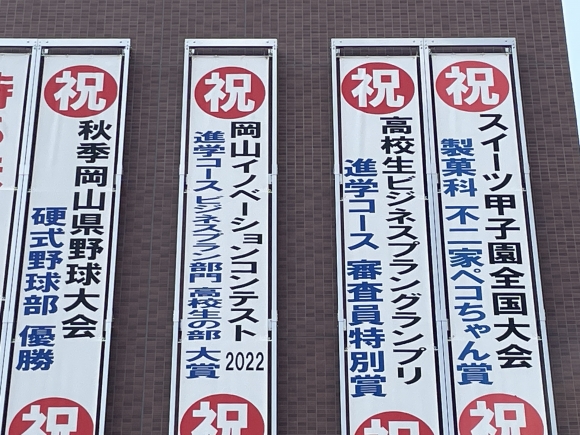 祝
スイーツ甲子園全国大会
製菓科 不二家ペコちゃん賞
祝
祝
高校生ビジネスプラングランプリ
進学コース 審査員特別賞
祝
祝
岡山イノベーションコンテスト
2022
進学コース ビジネスプラン部門 高校生の部 大賞
祝
祝
秋季岡山県野球大会
硬式野球部 優勝
祝